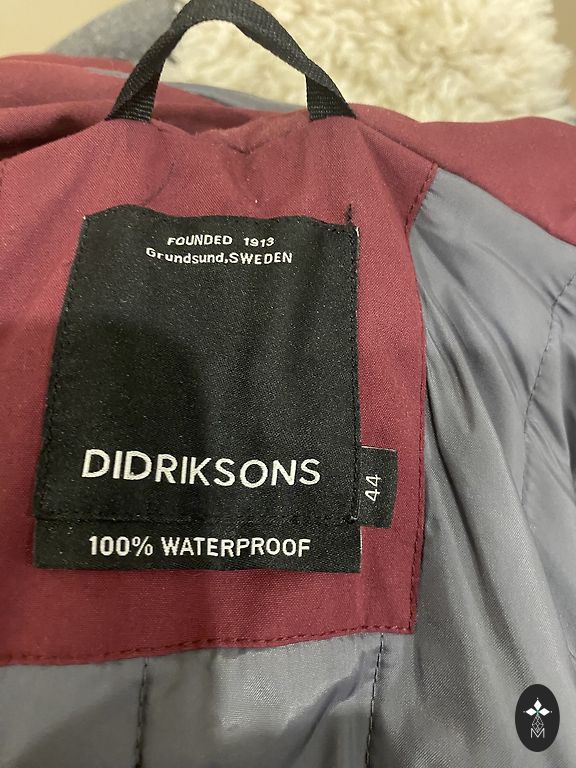 FOUNDED 1913
Grundsund,SWEDEN
DIDRIKSONS
44
100% WATERPROOF
M